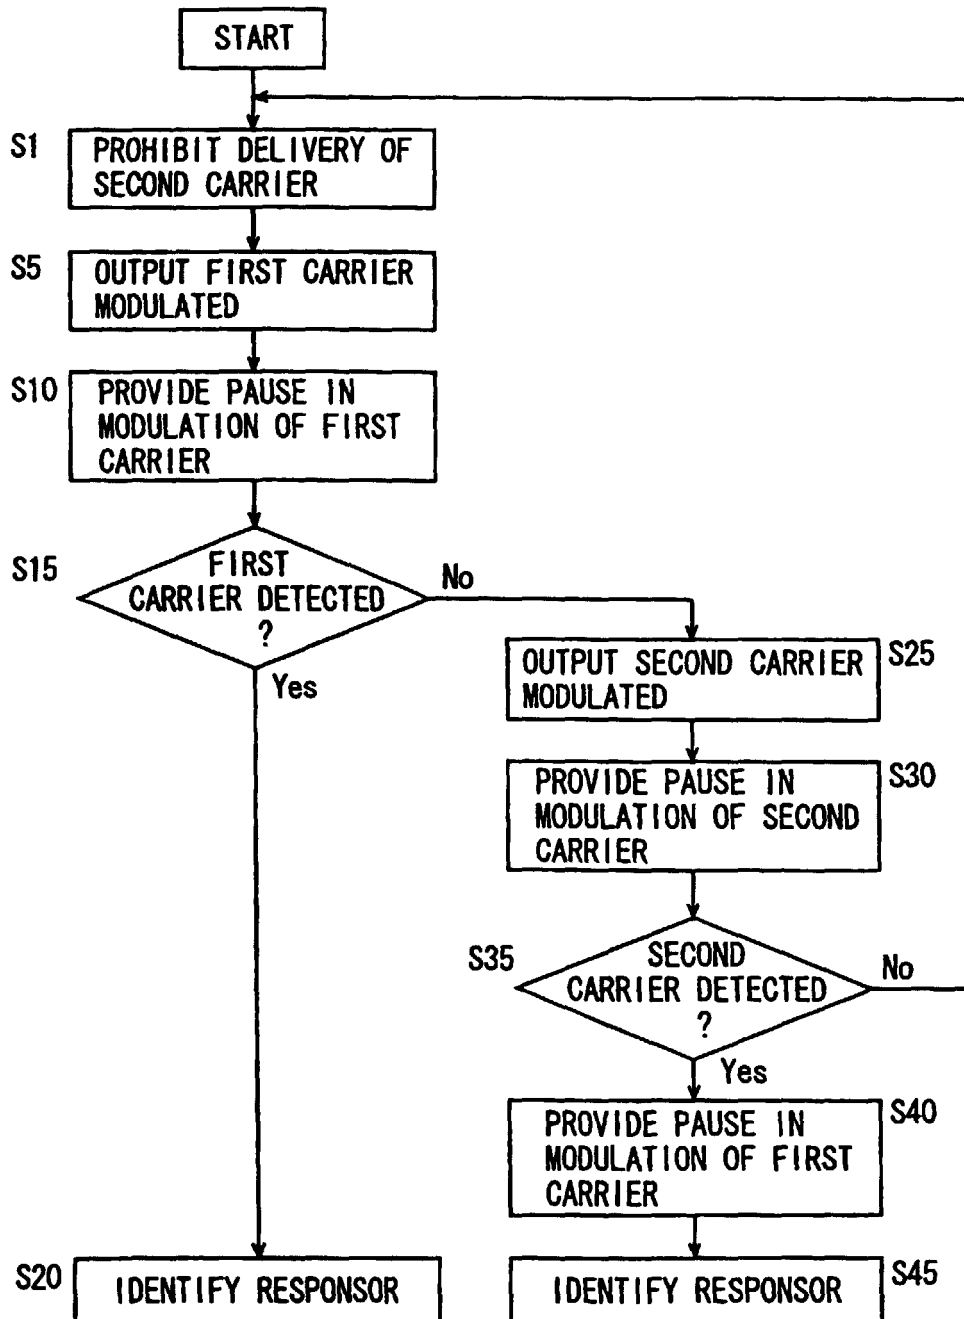 START
S1
PROHIBIT DELIVERY OF
SECOND CARRIER
S5
OUTPUT FIRST CARRIER
MODULATED
S10
PROVIDE PAUSE IN
MODULATION OF FIRST
CARRIER
S15
FIRST
CARRIER DETECTED
?
No
Yes
S25
OUTPUT SECOND CARRIER
MODULATED
S30
PROVIDE PAUSE IN
MODULATION OF SECOND
CARRIER
S35
SECOND
CARRIER DETECTED
?
No
Yes
S40
PROVIDE PAUSE IN
MODULATION OF FIRST
CARRIER
S20
IDENTIFY RESPONSOR
S45
IDENTIFY RESPONSOR